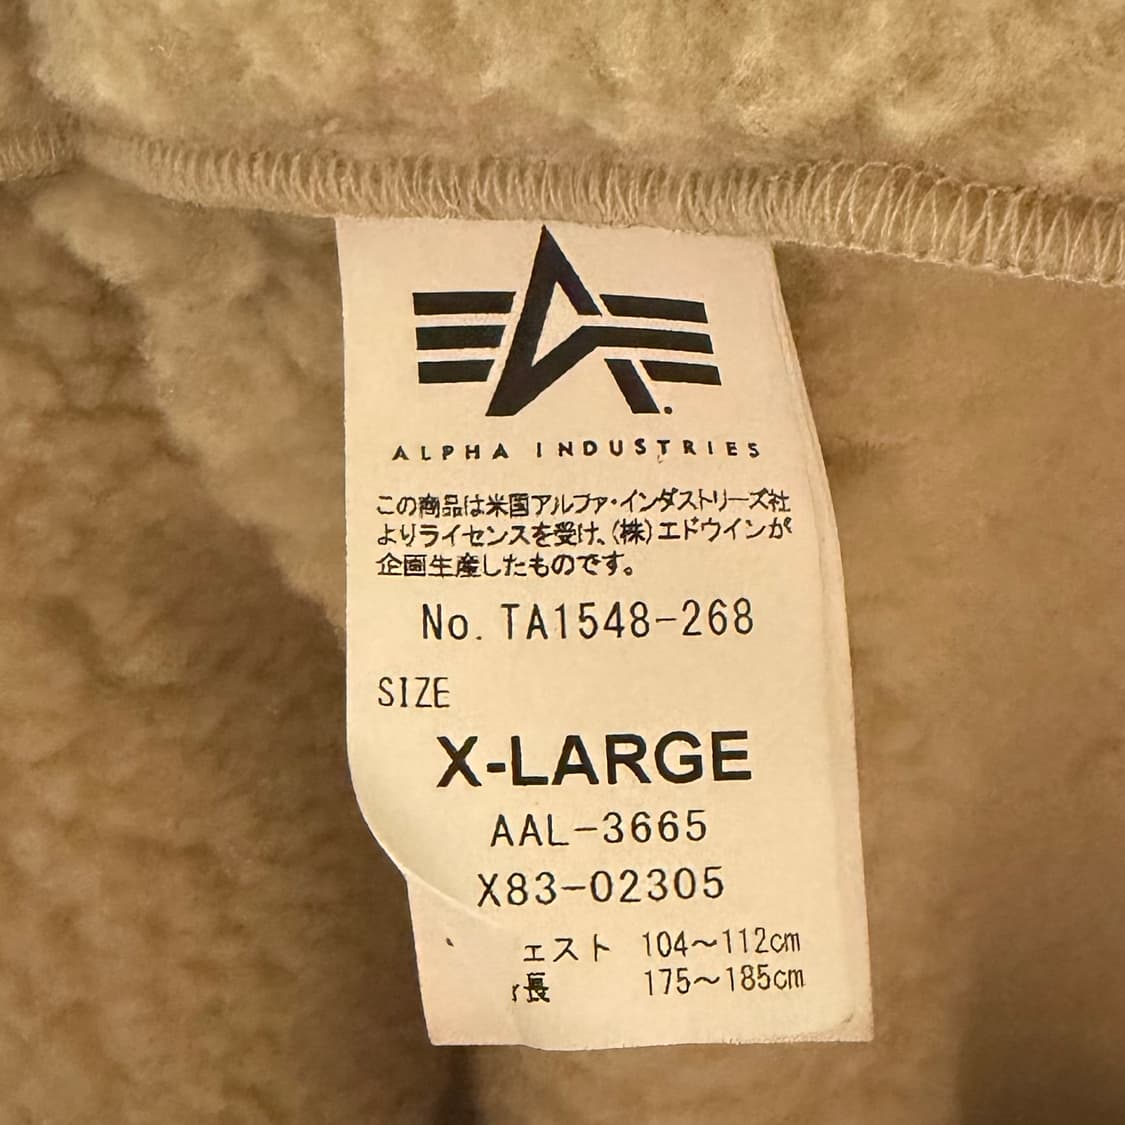 ALPHA INDUSTRIES
この商品は米国アルファ・インダストリーズ社
よりライセンスを受け、(株)エドウインが
企画生産したものです。
No. TA1548-268
SIZE
X-LARGE
AAL-3665
X83-02305
ェスト 104～112cm
長 175～185cm